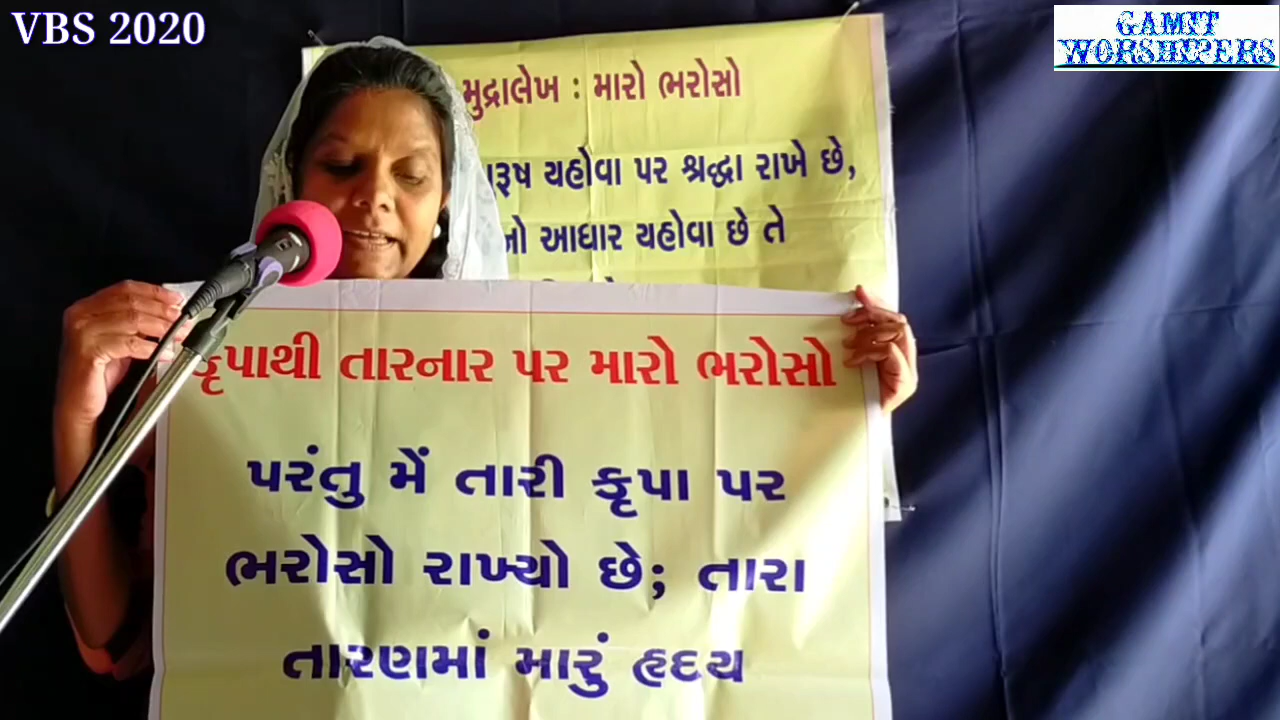 VBS 2020
GAMIT
WORSHIPERS
મુદ્રાલેખ : મારો ભરોસો
યહોવા પર શ્રદ્ધા રાખે છે,
આધાર યહોવા છે તે
કૃપાથી તારનાર પર મારો ભરોસો
પરંતુ મેં તારી કૃપા પર
ભરોસો રાખ્યો છે; તારા
તારણમાં મારું હૃદય